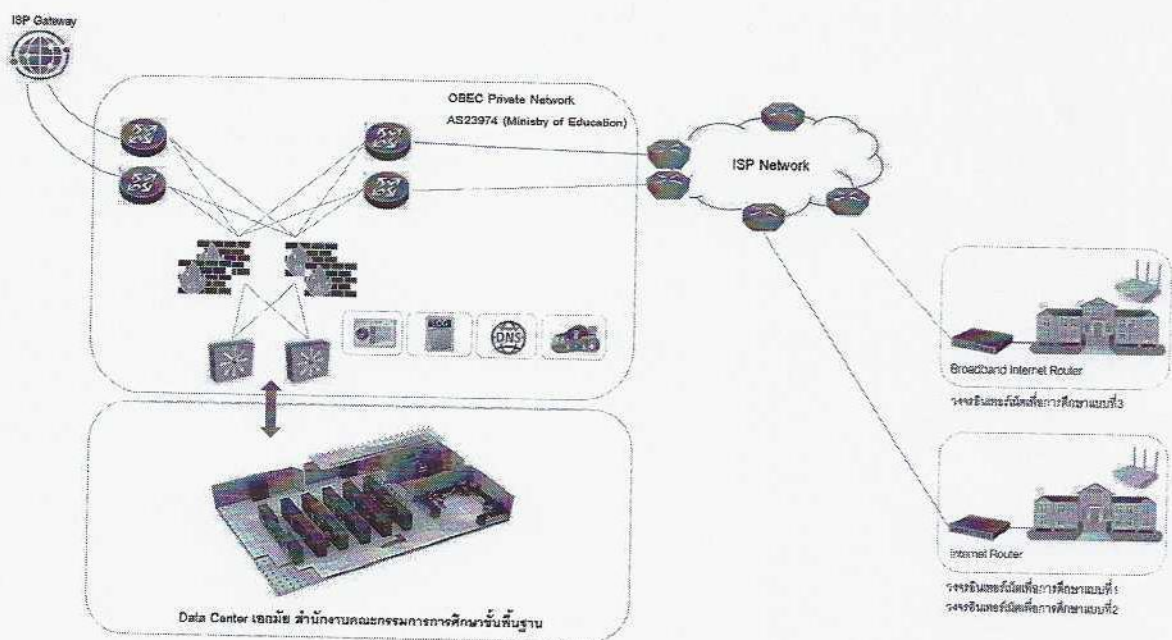 ISP Gateway
OBEC Private Network
AS23974 (Ministry of Education)
ISP Network
LOG
DNS
Broadband Internet Router
วงจรอินเทอร์เน็ตเพื่อการศึกษาแบบที่3
Internet Router
วงจรอินเทอร์เน็ตเพื่อการศึกษาแบบที่1
วงจรอินเทอร์เน็ตเพื่อการศึกษาแบบที่2
Data Center เอกมัย สำนักงานคณะกรรมการการศึกษาขั้นพื้นฐาน